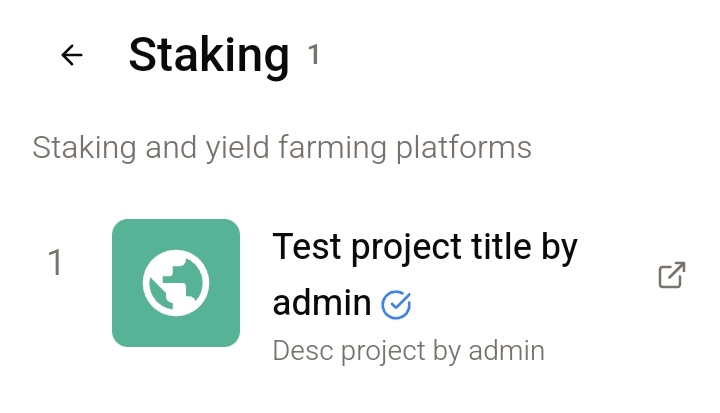 Staking 1
Staking and yield farming platforms
1
Test project title by
admin
Desc project by admin